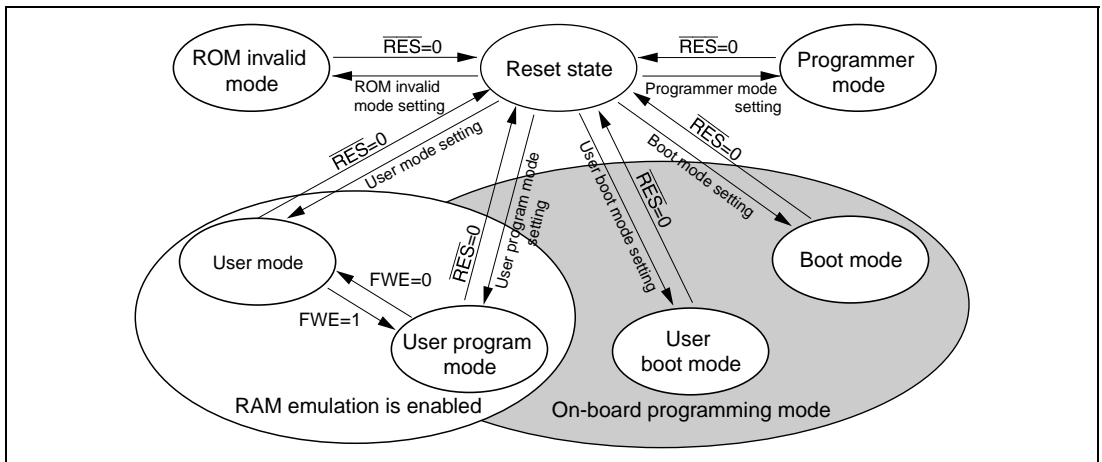 ROM invalid
mode
RES=0
ROM invalid
mode setting
Reset state
RES=0
Programmer mode
setting
Programmer
mode
RES=0
User mode setting
RES=0
User program mode
setting
User boot mode setting
RES=0
Boot mode setting
RES=0
User mode
FWE=0
FWE=1
User program
mode
User
boot mode
Boot mode
RAM emulation is enabled
On-board programming mode